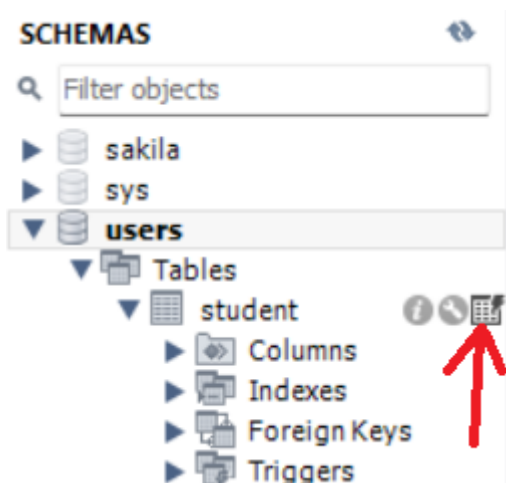 SCHEMAS
Filter objects
sakila
sys
users
Tables
student
Columns
Indexes
Foreign Keys
Triggers